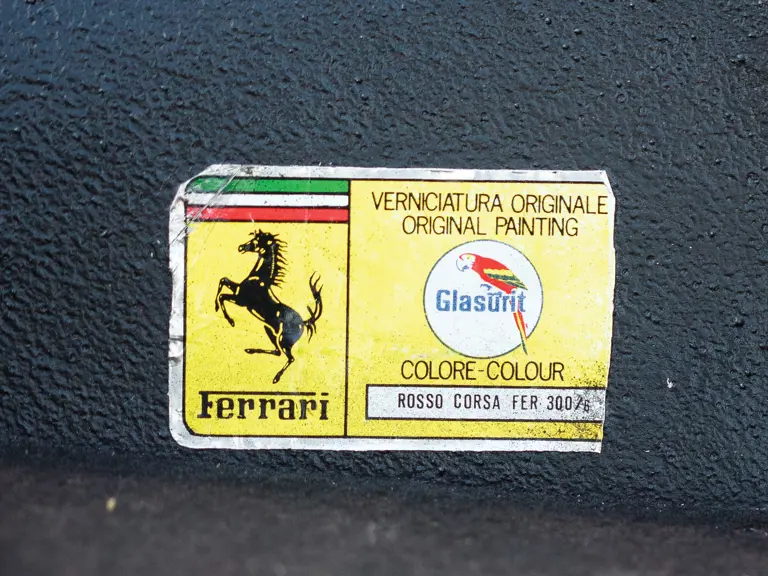 VERNICIATURA ORIGINALE
ORIGINAL PAINTING
Glasurit
COLORE-COLOUR
ROSSO CORSA FER 300/6
Ferrari